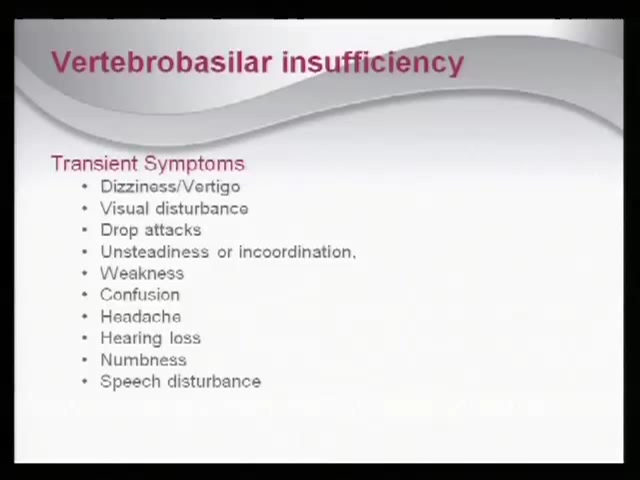 Vertebrobasilar insufficiency
Transient Symptoms
• Dizziness/Vertigo
• Visual disturbance
• Drop attacks
• Unsteadiness or incoordination,
• Weakness
• Confusion
• Headache
• Hearing loss
• Numbness
• Speech disturbance